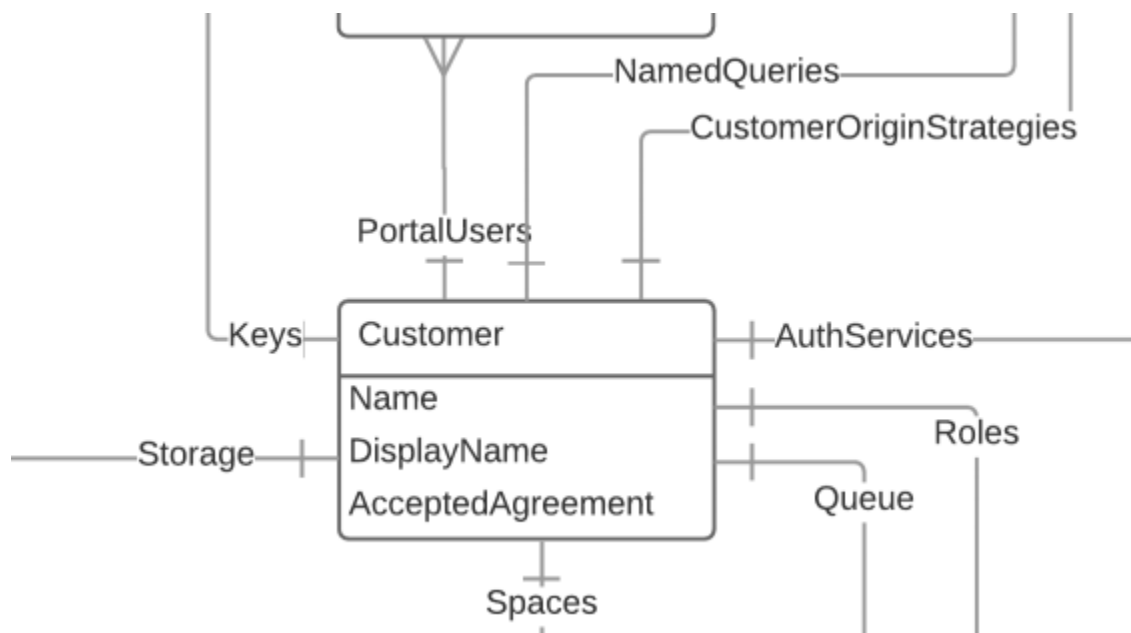 NamedQueries
CustomerOriginStrategies
PortalUsers
Keys
Customer
AuthServices
Name
Roles
Storage
DisplayName
Queue
AcceptedAgreement
Spaces